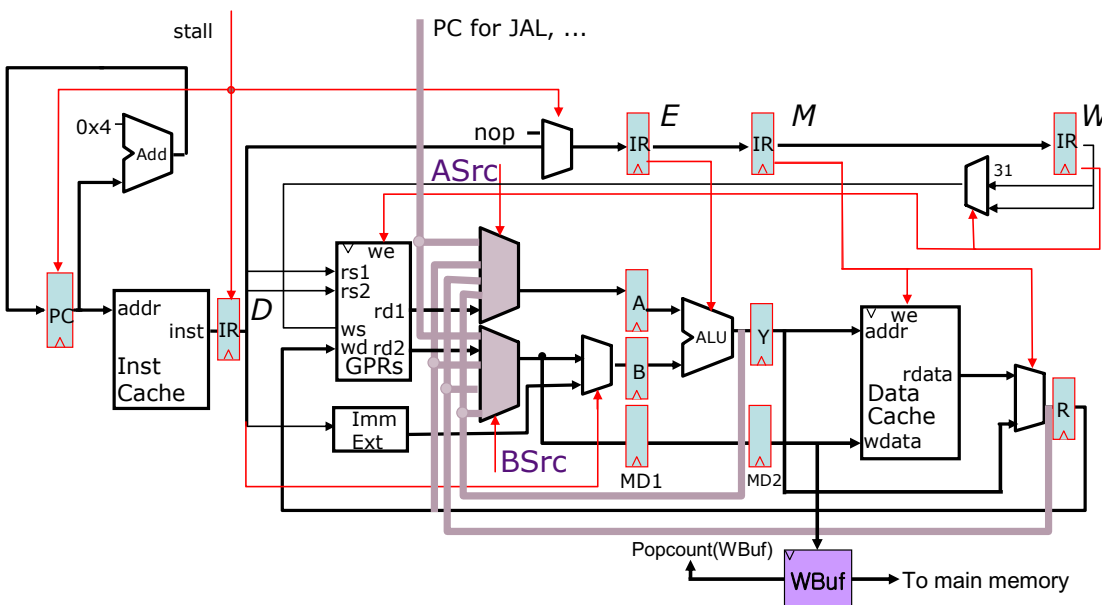 stall
PC for JAL, ...
0x4
Add
nop
E
M
W
IR
IR
IR
31
ASrc
we
rs1
rs2
rd1
ws
wd rd2
GPRs
PC
addr
inst
Inst
Cache
IR
D
A
B
ALU
Y
we
addr
rdata
Data
Cache
wdata
R
Imm
Ext
BSrc
MD1
MD2
Popcount(WBuf)
WBuf
To main memory